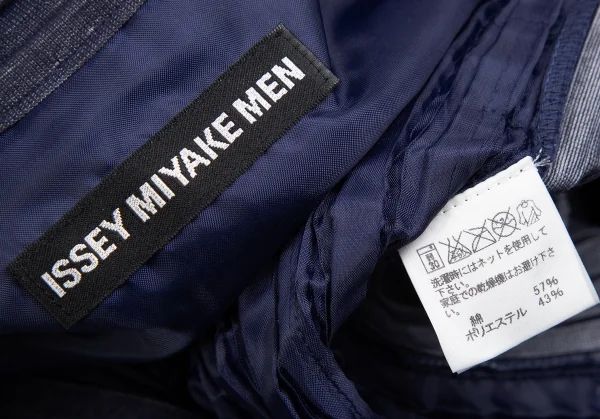 ISSEY MIYAKE MEN
洗濯時にはネットを使用して
下さい。
家庭での乾燥機はお避け下さい。
綿 57%
ポリエステル 43%